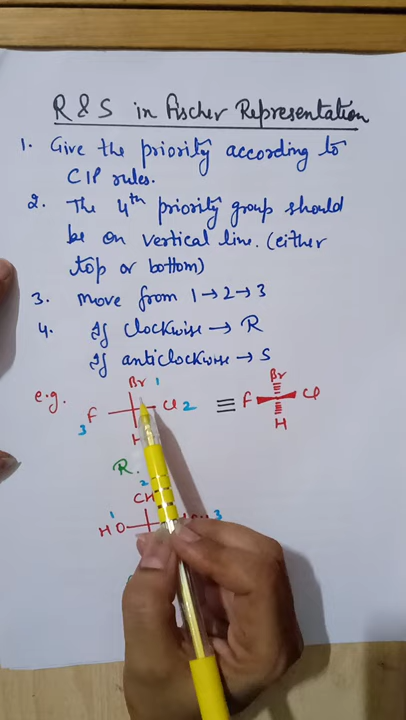 R & S in Fischer Representation
1. Give the priority according to
CIP rules.
2. The 4th priority group should
be on vertical line. (either
top or bottom)
3. Move from 1→2→3
4. If clockwise → R
If anticlockwise → S
e.g. Br 1 Br
F Cl 2 ≡ F Cl
3 H H
R.
2
CH
1 3
HO